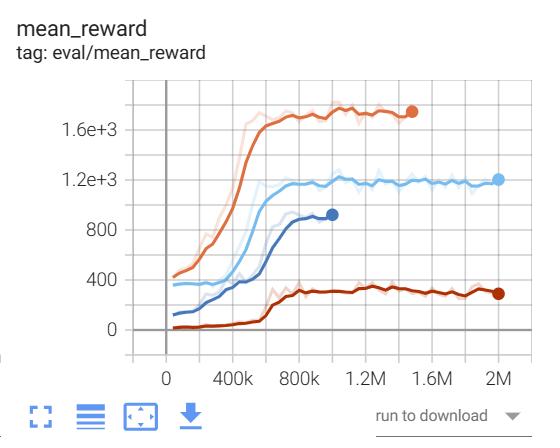 mean_reward
tag: eval/mean_reward
1.6e+3
1.2e+3
800
400
0
0 400k 800k 1.2M 1.6M 2M
run to download